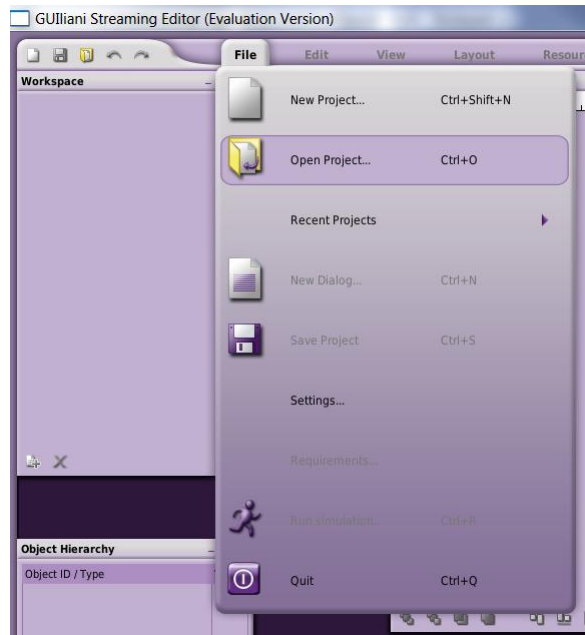 GUIliani Streaming Editor (Evaluation Version)
File Edit View Layout Resour
Workspace
New Project... Ctrl+Shift+N
Open Project... Ctrl+O
Recent Projects
New Dialog... Ctrl+N
Save Project Ctrl+S
Settings...
Requirements...
Run simulation... Ctrl+R
Quit Ctrl+Q
Object Hierarchy
Object ID / Type